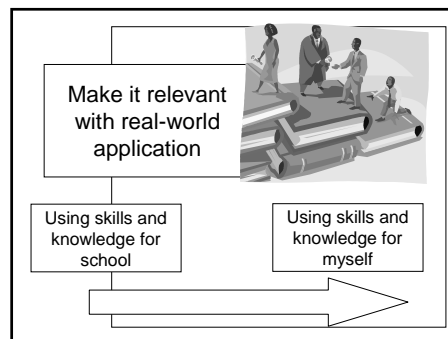 Make it relevant
with real-world
application
Using skills and
knowledge for
school
Using skills and
knowledge for
myself